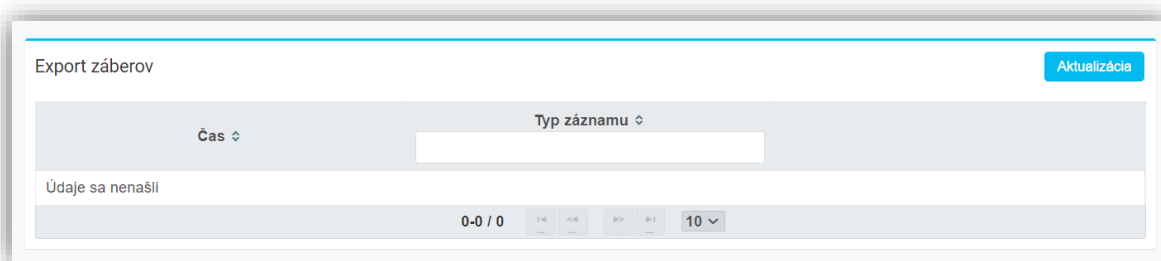 Export záberov
Aktualizácia
Čas
Typ záznamu
Údaje sa nenašli
0-0 / 0
10